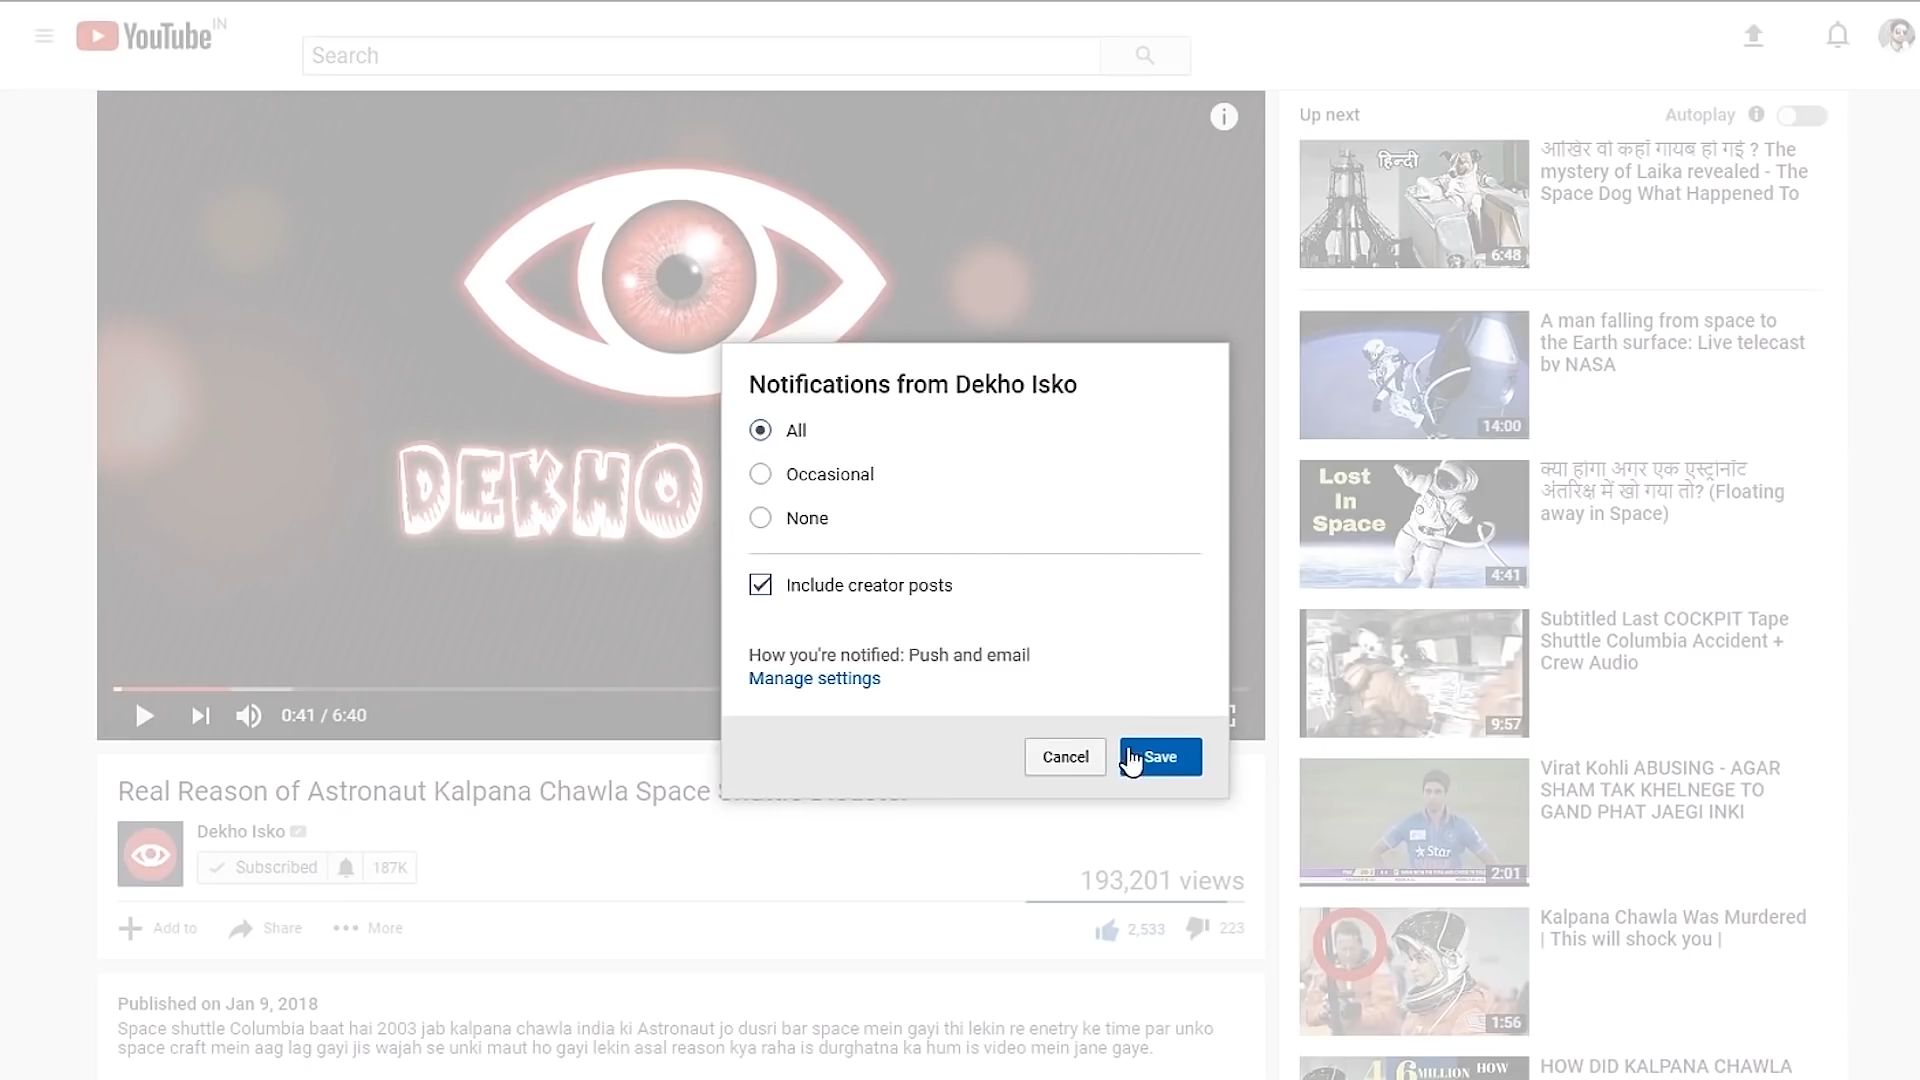 YouTube IN
Search
Up next
Autoplay
आखिर वो कहाँ गायब हो गई ? The
mystery of Laika revealed - The
Space Dog What Happened To
हिन्दी
6:48
A man falling from space to
the Earth surface: Live telecast
by NASA
14:00
क्या होगा अगर एक एस्ट्रोनॉट
अंतरिक्ष में खो गया तो? (Floating
away in Space)
Lost
In
Space
4:41
Subtitled Last COCKPIT Tape
Shuttle Columbia Accident +
Crew Audio
9:57
Virat Kohli ABUSING - AGAR
SHAM TAK KHELNEGE TO
GAND PHAT JAEGI INKI
Star
2:01
Kalpana Chawla Was Murdered
| This will shock you |
1:56
HOW DID KALPANA CHAWLA
4.6 MILLION HOW
DEKHO
Notifications from Dekho Isko
All
Occasional
None
Include creator posts
How you're notified: Push and email
Manage settings
Cancel
Save
0:41 / 6:40
Real Reason of Astronaut Kalpana Chawla Space
Dekho Isko
Subscribed 187K
193,201 views
Add to Share More
2,533 223
Published on Jan 9, 2018
Space shuttle Columbia baat hai 2003 jab kalpana chawla india ki Astronaut jo dusri bar space mein gayi thi lekin re enetry ke time par unko
space craft mein aag lag gayi jis wajah se unki maut ho gayi lekin asal reason kya raha is durghatna ka hum is video mein jane gaye.